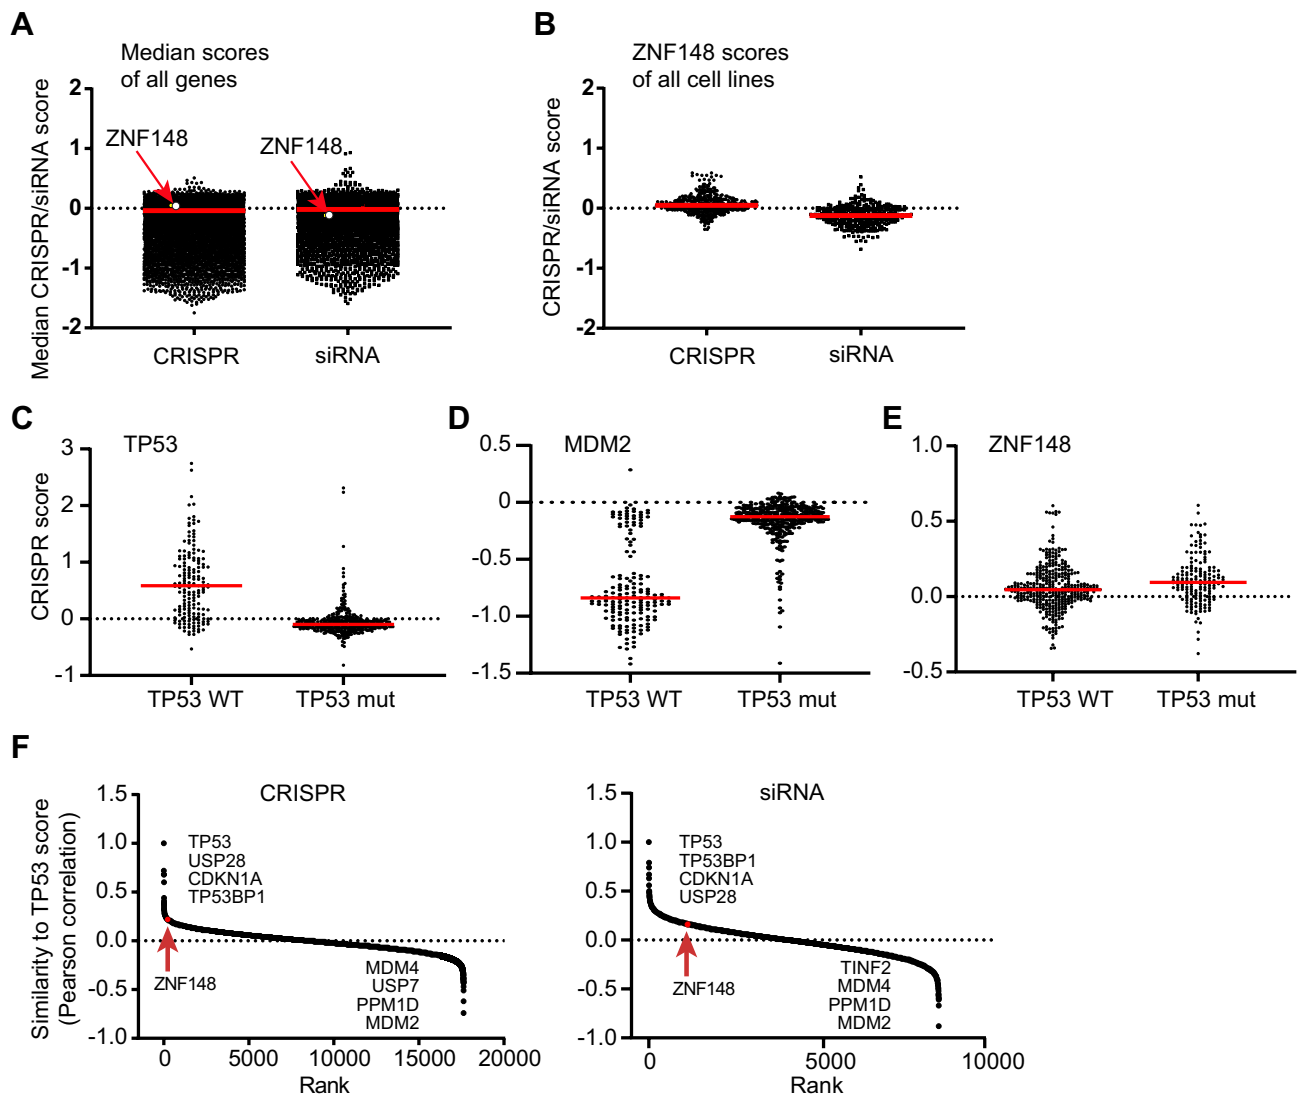 A
Median scores
of all genes
Median CRISPR/siRNA score
2
1
0
-1
-2
ZNF148
ZNF148
CRISPR
siRNA
B
ZNF148 scores
of all cell lines
CRISPR/siRNA score
2
1
0
-1
-2
CRISPR
siRNA
C
TP53
CRISPR score
3
2
1
0
-1
TP53 WT
TP53 mut
D
MDM2
0.5
0
-0.5
-1.0
-1.5
TP53 WT
TP53 mut
E
ZNF148
1.0
0.5
0.0
-0.5
TP53 WT
TP53 mut
F
Similarity to TP53 score
(Pearson correlation)
CRISPR
1.5
1.0
0.5
0.0
-0.5
-1.0
TP53
USP28
CDKN1A
TP53BP1
ZNF148
MDM4
USP7
PPM1D
MDM2
0
5000
10000
15000
20000
Rank
siRNA
1.5
1.0
0.5
0.0
-0.5
-1.0
TP53
TP53BP1
CDKN1A
USP28
ZNF148
TINF2
MDM4
PPM1D
MDM2
0
5000
10000
Rank